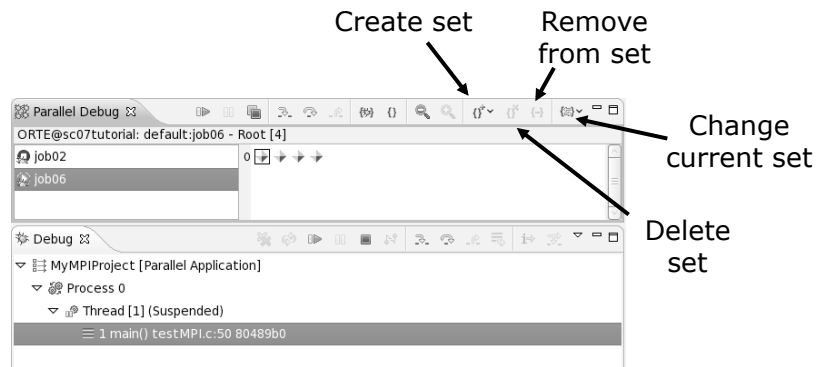 Create set
Remove
from set
Parallel Debug
ORTE@sc07tutorial: default:job06 - Root [4]
job02
0
job06
Change
current set
Delete
set
Debug
MyMPIProject [Parallel Application]
Process 0
Thread [1] (Suspended)
1 main() testMPI.c:50 80489b0